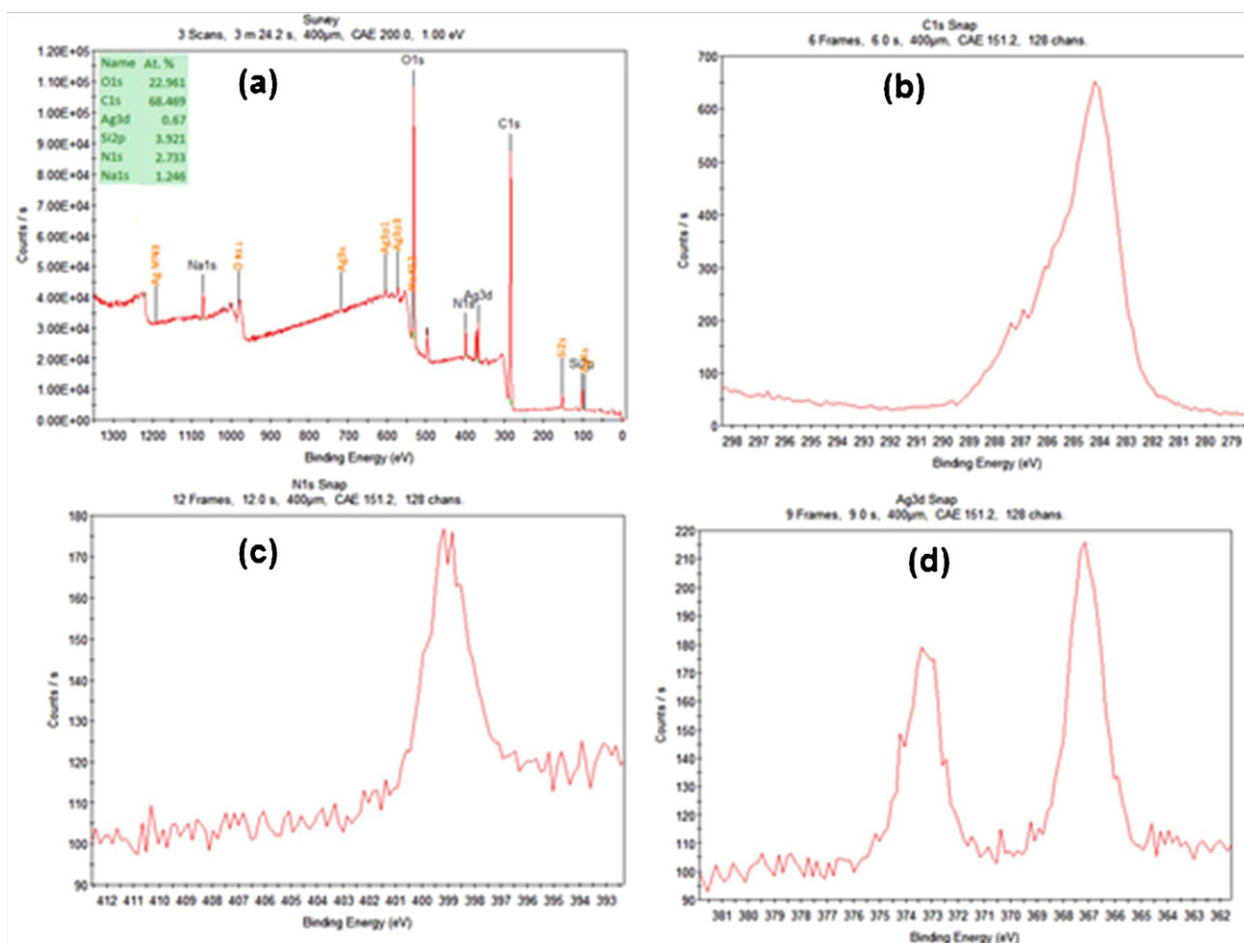 Survey
3 Scans, 3 m 24.2 s, 400µm, CAE 200.0, 1.00 eV
(a)
Name At. %
O1s 22.961
C1s 68.469
Ag3d 0.67
Si2p 3.921
N1s 2.733
Na1s 1.246
1.20E+05
1.10E+05
1.00E+05
9.00E+04
8.00E+04
7.00E+04
6.00E+04
5.00E+04
4.00E+04
3.00E+04
2.00E+04
1.00E+04
0.00E+00
Counts / s
Na1s
Ag3s
Ag3p1
Ag3p3
O1s
N1s
Ag3d
C1s
Si2p
1300 1200 1100 1000 900 800 700 600 500 400 300 200 100 0
Binding Energy (eV)
C1s Snap
6 Frames, 6.0 s, 400µm, CAE 151.2, 128 chans.
(b)
700
600
500
400
300
200
100
0
Counts / s
298 297 296 295 294 293 292 291 290 289 288 287 286 285 284 283 282 281 280 279
Binding Energy (eV)
N1s Snap
12 Frames, 12.0 s, 400µm, CAE 151.2, 128 chans.
(c)
180
170
160
150
140
130
120
110
100
90
Counts / s
412 411 410 409 408 407 406 405 404 403 402 401 400 399 398 397 396 395 394 393
Binding Energy (eV)
Ag3d Snap
9 Frames, 9.0 s, 400µm, CAE 151.2, 128 chans.
(d)
220
210
200
190
180
170
160
150
140
130
120
110
100
90
Counts / s
381 380 379 378 377 376 375 374 373 372 371 370 369 368 367 366 365 364 363 362
Binding Energy (eV)